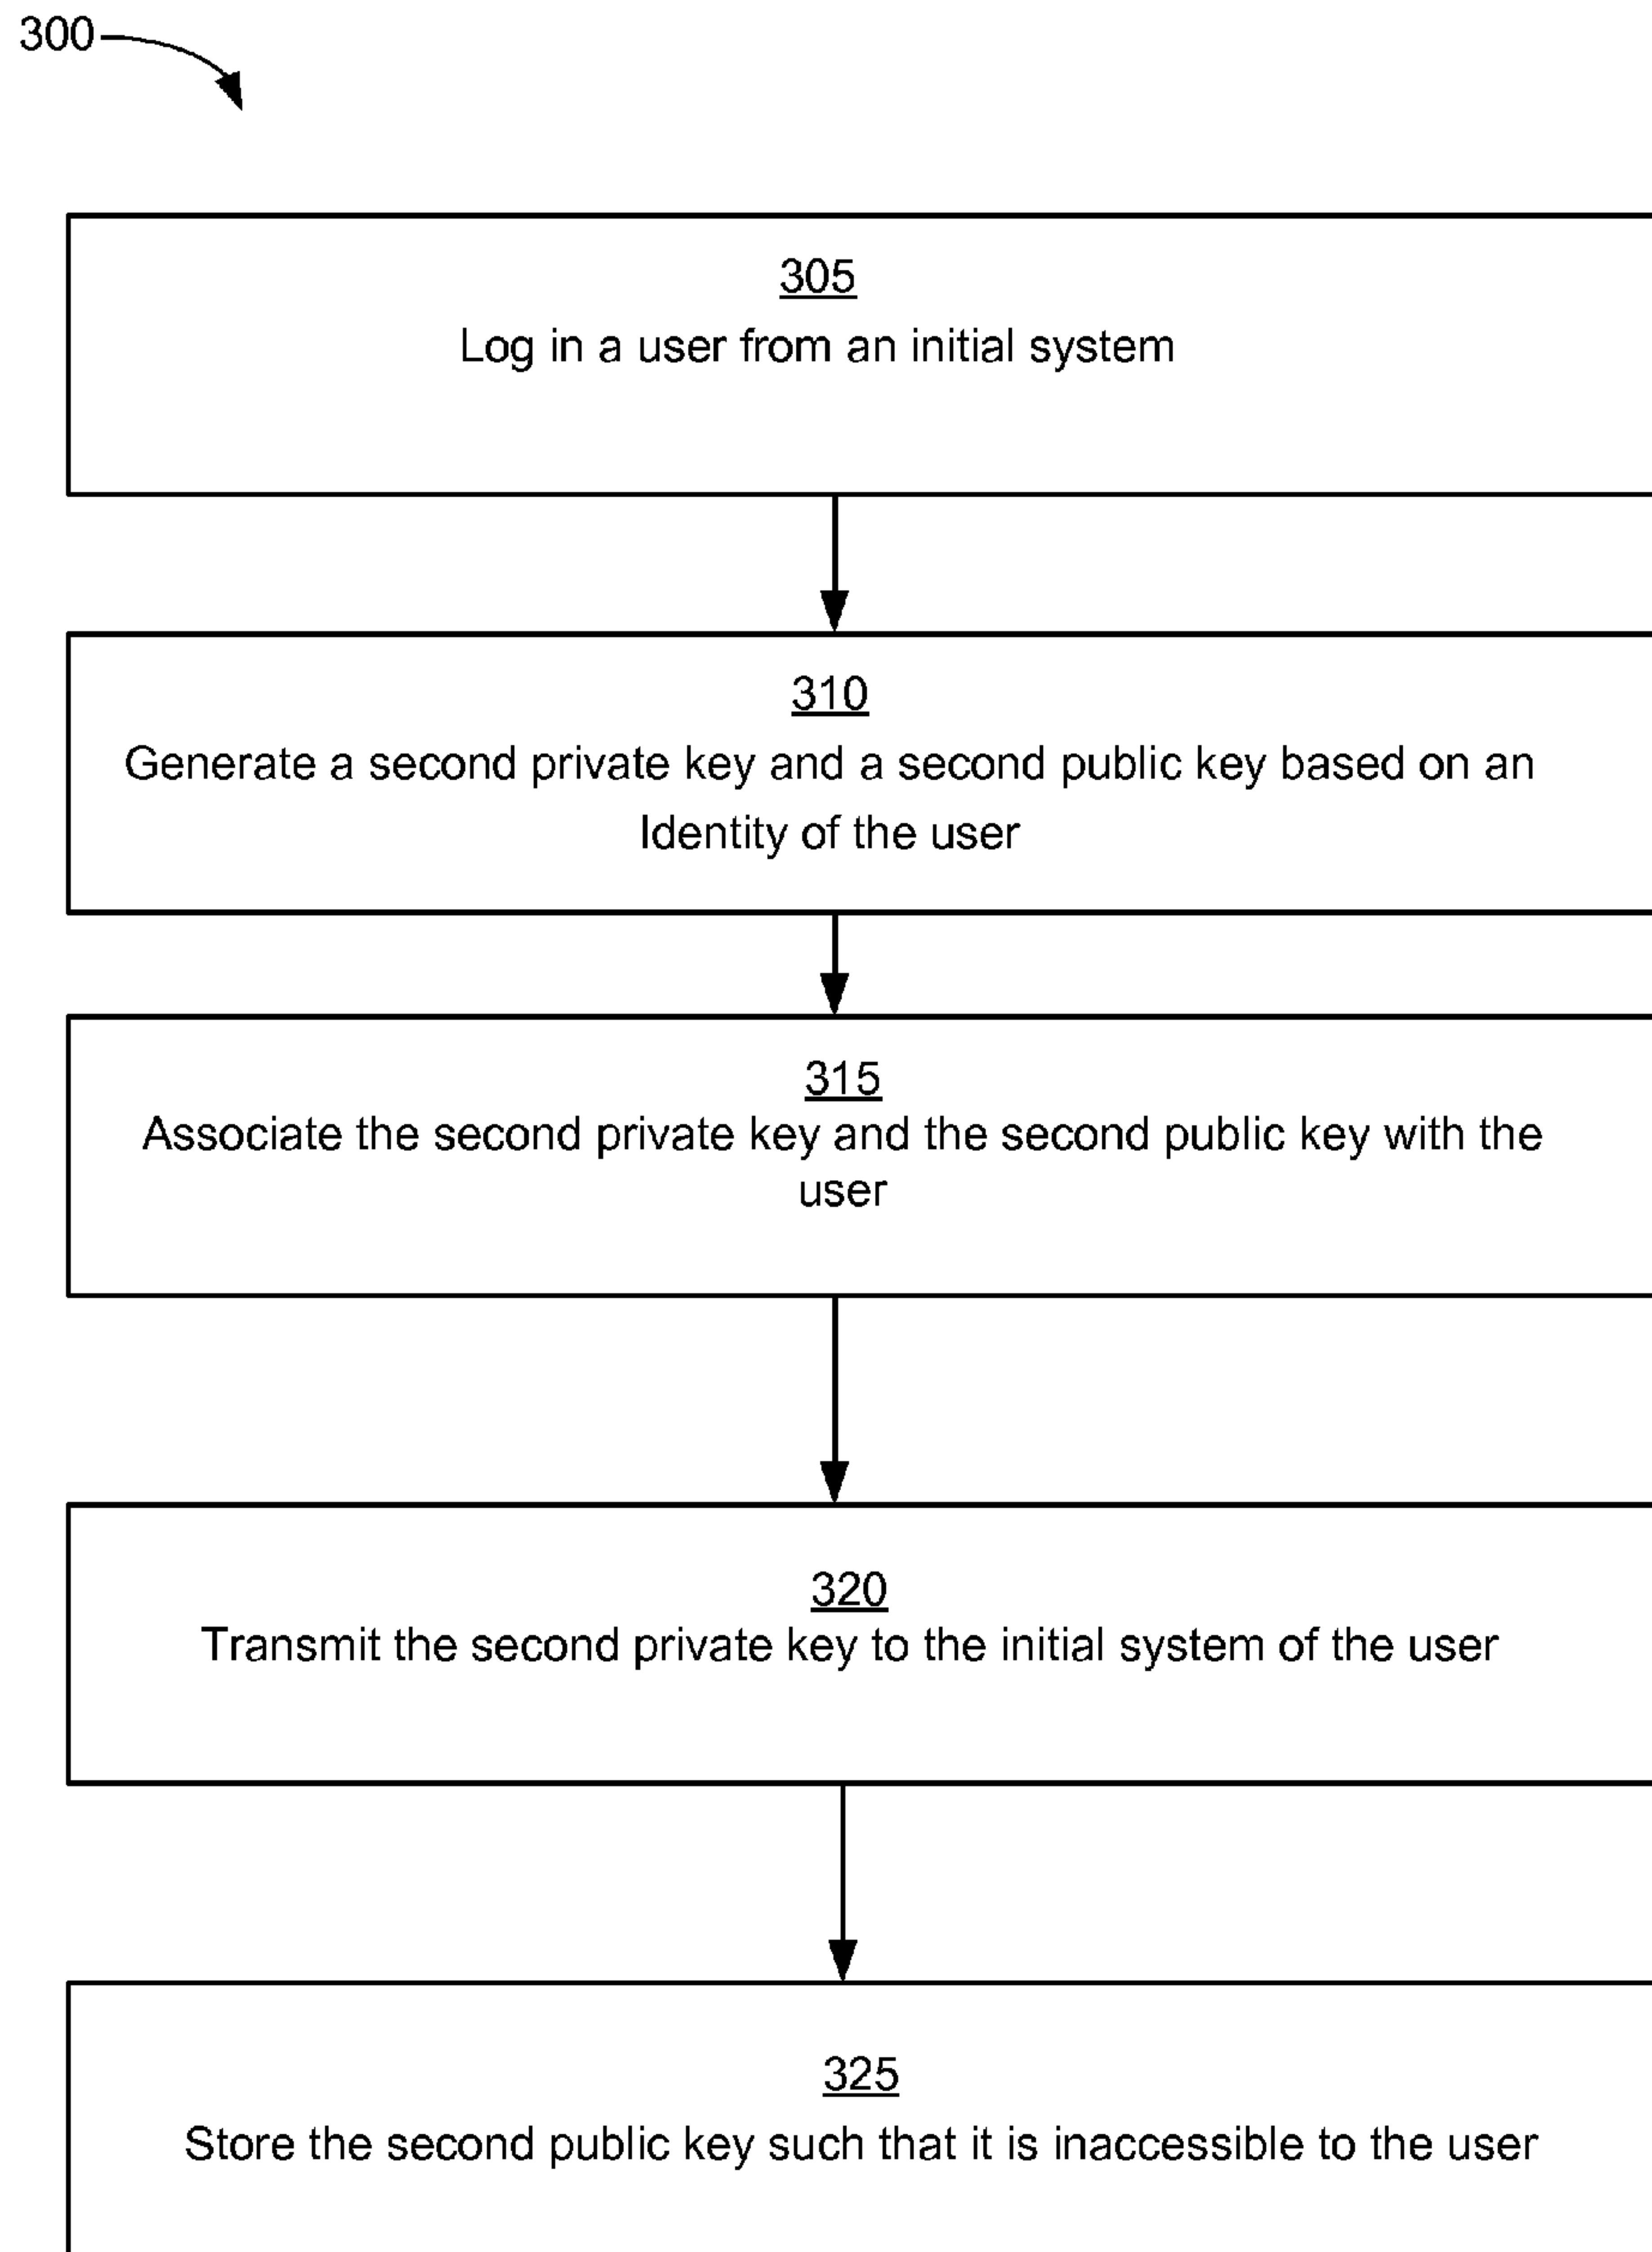 300
305
Log in a user from an initial system
310
Generate a second private key and a second public key based on an
Identity of the user
315
Associate the second private key and the second public key with the
user
320
Transmit the second private key to the initial system of the user
325
Store the second public key such that it is inaccessible to the user